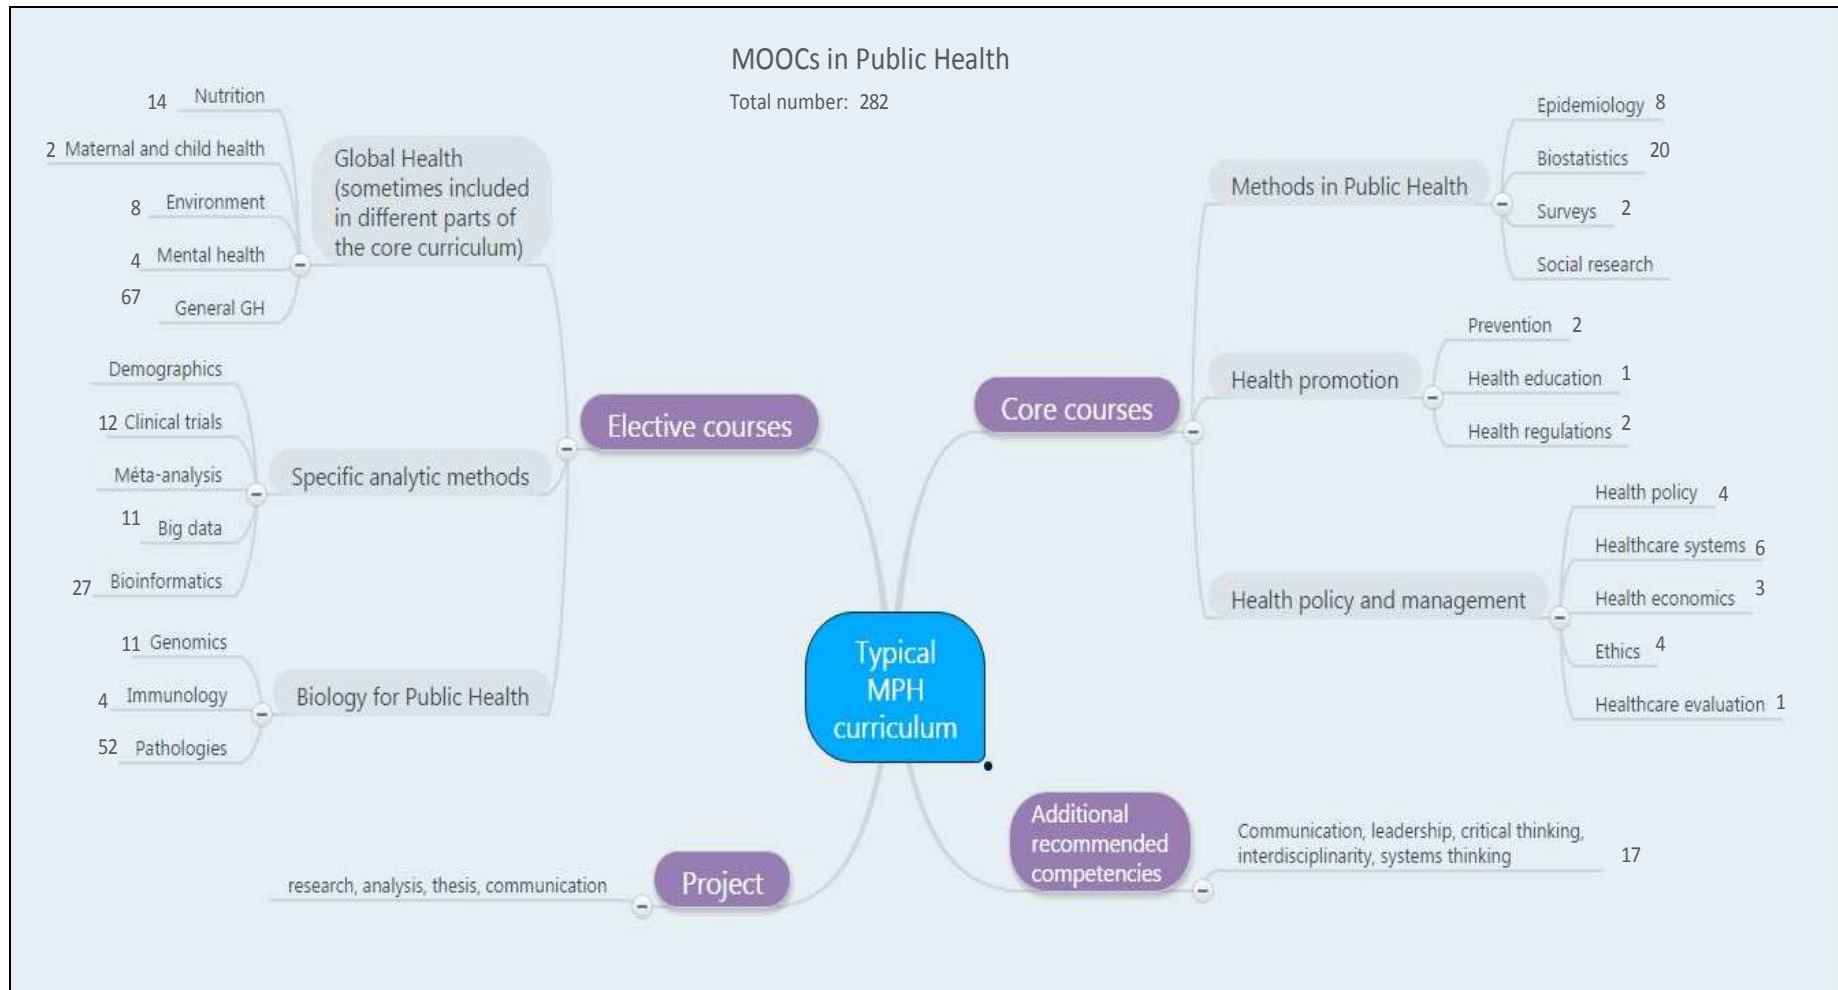 MOOCs in Public Health
Total number: 282
14 Nutrition
2 Maternal and child health
8 Environment
4 Mental health
67 General GH
Global Health
(sometimes included
in different parts of
the core curriculum)
Demographics
12 Clinical trials
Méta-analysis
11 Big data
27 Bioinformatics
Specific analytic methods
11 Genomics
4 Immunology
52 Pathologies
Biology for Public Health
Elective courses
research, analysis, thesis, communication
Project
Typical
MPH
curriculum
Core courses
Methods in Public Health
Epidemiology 8
Biostatistics 20
Surveys 2
Social research
Health promotion
Prevention 2
Health education 1
Health regulations 2
Health policy and management
Health policy 4
Healthcare systems 6
Health economics 3
Ethics 4
Healthcare evaluation 1
Additional
recommended
competencies
Communication, leadership, critical thinking,
interdisciplinarity, systems thinking 17